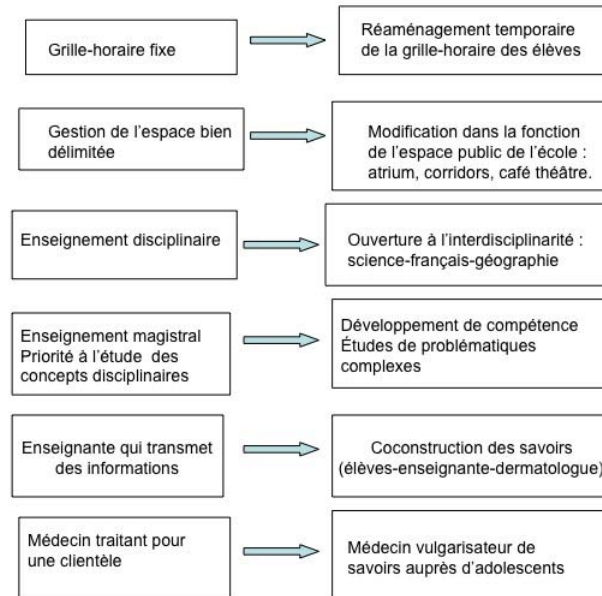 Grille-horaire fixe
Réaménagement temporaire
de la grille-horaire des élèves
Gestion de l'espace bien
délimitée
Modification dans la fonction
de l'espace public de l'école :
atrium, corridors, café théâtre.
Enseignement disciplinaire
Ouverture à l'interdisciplinarité :
science-français-géographie
Enseignement magistral
Priorité à l'étude des
concepts disciplinaires
Développement de compétence
Études de problématiques
complexes
Enseignante qui transmet
des informations
Coconstruction des savoirs
(élèves-enseignante-dermatologue)
Médecin traitant pour
une clientèle
Médecin vulgarisateur de
savoirs auprès d'adolescents